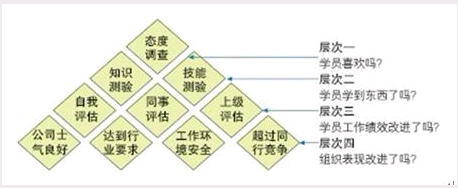 态度
调查
知识
测验
技能
测验
自我
评估
同事
评估
上级
评估
公司士
气良好
达到行
业要求
工作环
境安全
超过同
行竞争
层次一
学员喜欢吗?
层次二
学员学到东西了吗?
层次三
学员工作绩效改进了吗?
层次四
组织表现改进了吗?